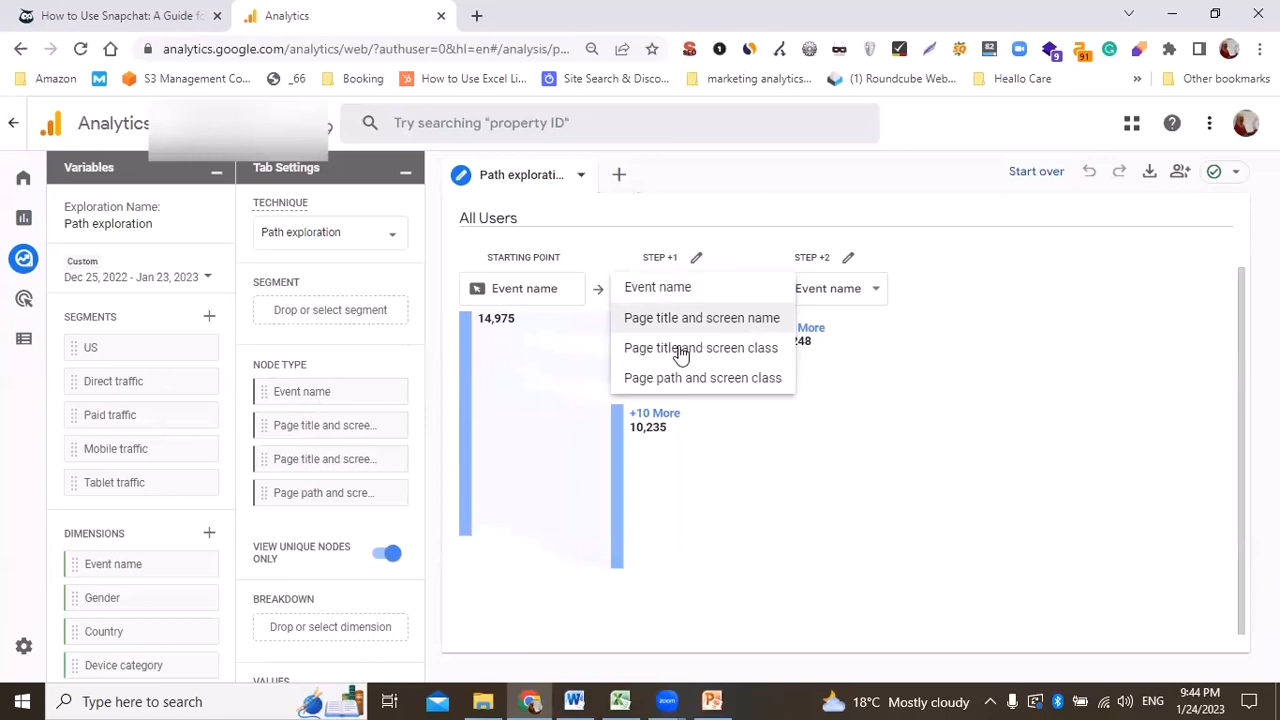 How to Use Snapchat: A Guide fo
Analytics
analytics.google.com/analytics/web/?authuser=0&hl=en#/analysis/p...
82
9
91
Amazon
S3 Management Co...
_66
Booking
How to Use Excel Li...
Site Search & Disco...
marketing analytics...
(1) Roundcube Web...
Heallo Care
»
Other bookmarks
Analytics
Try searching "property ID"
Variables
Tab Settings
Path explorati...
Start over
Exploration Name:
Path exploration
Custom
Dec 25, 2022 - Jan 23, 2023
SEGMENTS
US
Direct traffic
Paid traffic
Mobile traffic
Tablet traffic
DIMENSIONS
Event name
Gender
Country
Device category
TECHNIQUE
Path exploration
SEGMENT
Drop or select segment
NODE TYPE
Event name
Page title and scree...
Page title and scree...
Page path and scre...
VIEW UNIQUE NODES
ONLY
BREAKDOWN
Drop or select dimension
VALUES
All Users
STARTING POINT
STEP +1
STEP +2
Event name
Event name
Event name
14,975
Page title and screen name
Page title and screen class
Page path and screen class
More
248
+10 More
10,235
Type here to search
18°C Mostly cloudy
ENG
9:44 PM
1/24/2023